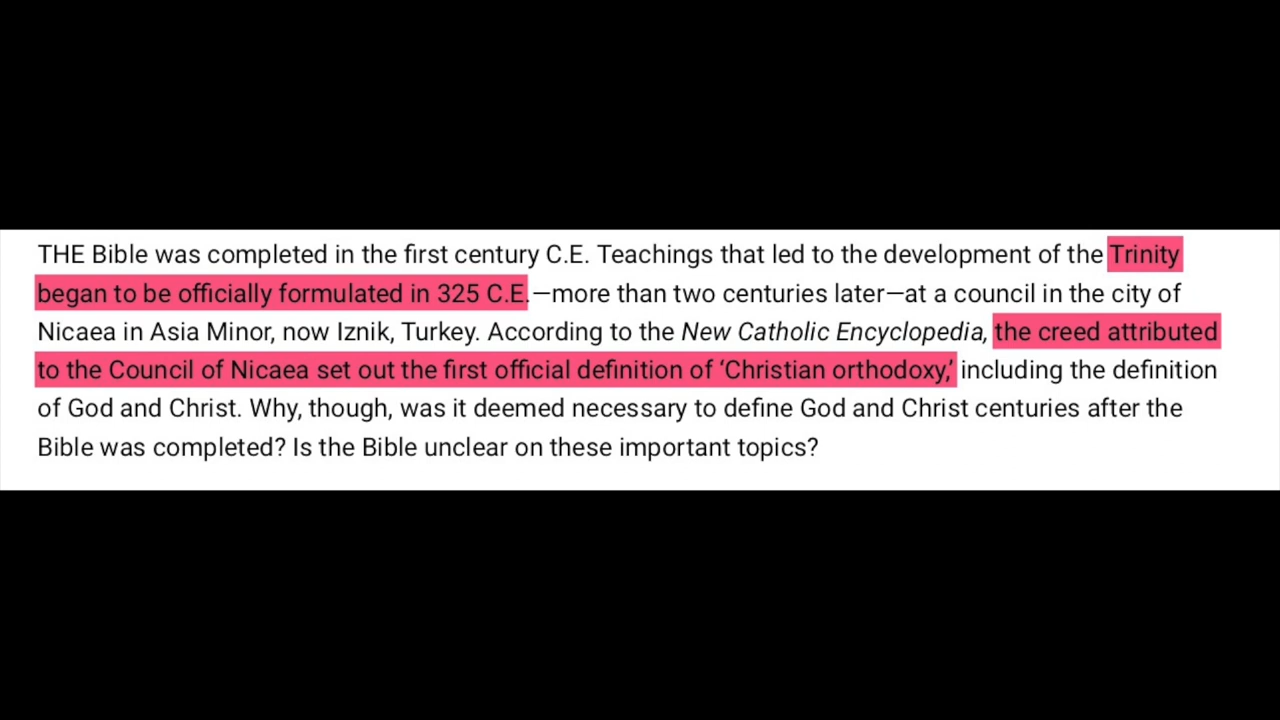 THE Bible was completed in the first century C.E. Teachings that led to the development of the Trinity
began to be officially formulated in 325 C.E.—more than two centuries later—at a council in the city of
Nicaea in Asia Minor, now Iznik, Turkey. According to the New Catholic Encyclopedia, the creed attributed
to the Council of Nicaea set out the first official definition of ‘Christian orthodoxy,’ including the definition
of God and Christ. Why, though, was it deemed necessary to define God and Christ centuries after the
Bible was completed? Is the Bible unclear on these important topics?